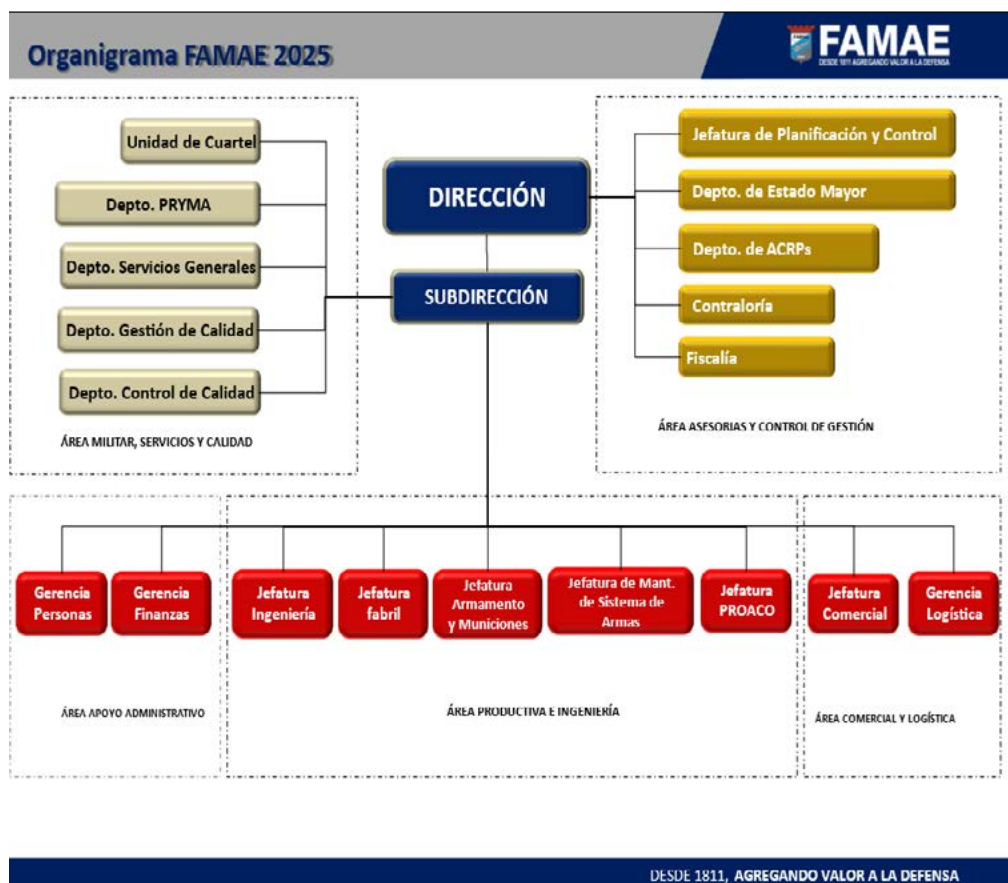 Organigrama FAMAE 2025
FAMAE
DESDE 1811 AGREGANDO VALOR A LA DEFENSA
Unidad de Cuartel
Depto. PRYMA
Depto. Servicios Generales
Depto. Gestión de Calidad
Depto. Control de Calidad
ÁREA MILITAR, SERVICIOS Y CALIDAD
DIRECCIÓN
SUBDIRECCIÓN
Jefatura de Planificación y Control
Depto. de Estado Mayor
Depto. de ACRPs
Contraloría
Fiscalía
ÁREA ASESORIAS Y CONTROL DE GESTIÓN
Gerencia
Personas
Gerencia
Finanzas
ÁREA APOYO ADMINISTRATIVO
Jefatura
Ingeniería
Jefatura
fabril
Jefatura
Armamento
y Municiones
Jefatura de Mant.
de Sistema de
Armas
Jefatura
PROACO
ÁREA PRODUCTIVA E INGENIERÍA
Jefatura
Comercial
Gerencia
Logística
ÁREA COMERCIAL Y LOGÍSTICA
DESDE 1811, AGREGANDO VALOR A LA DEFENSA